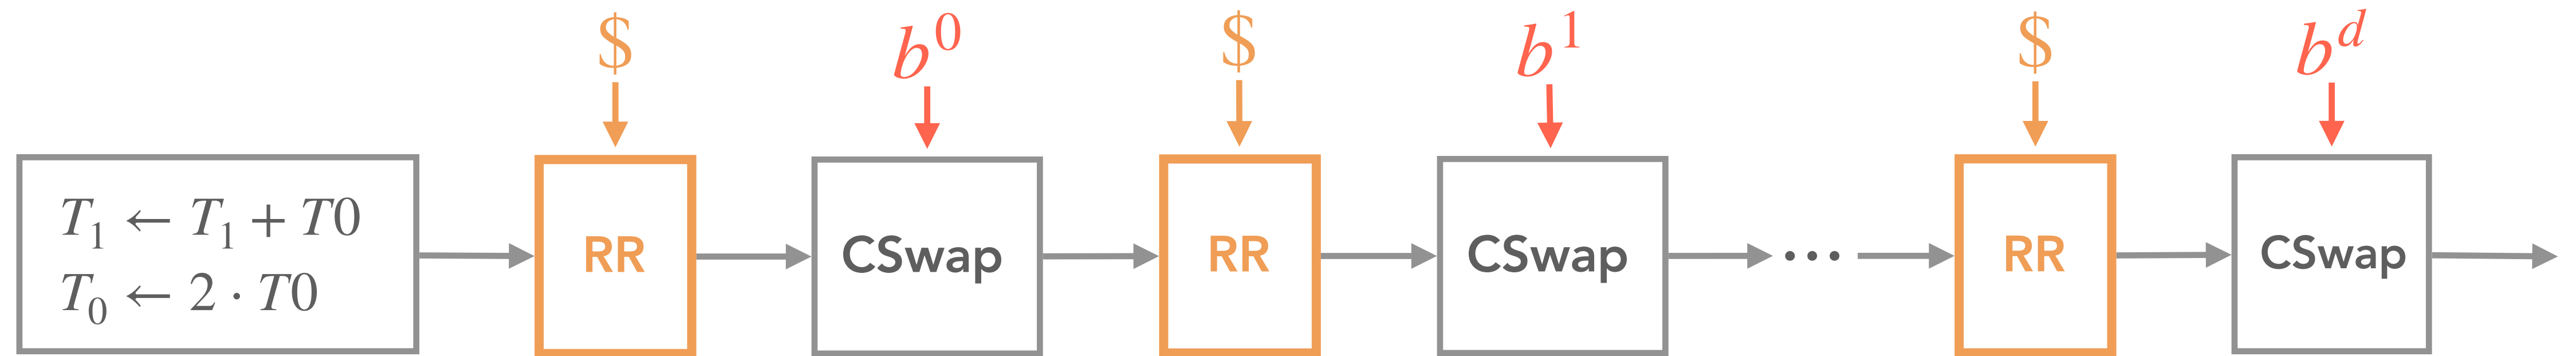 $ b^0 $ b^1 $ b^d
T_1 ← T_1 + T0
T_0 ← 2 · T0
RR CSwap RR CSwap ••• RR CSwap